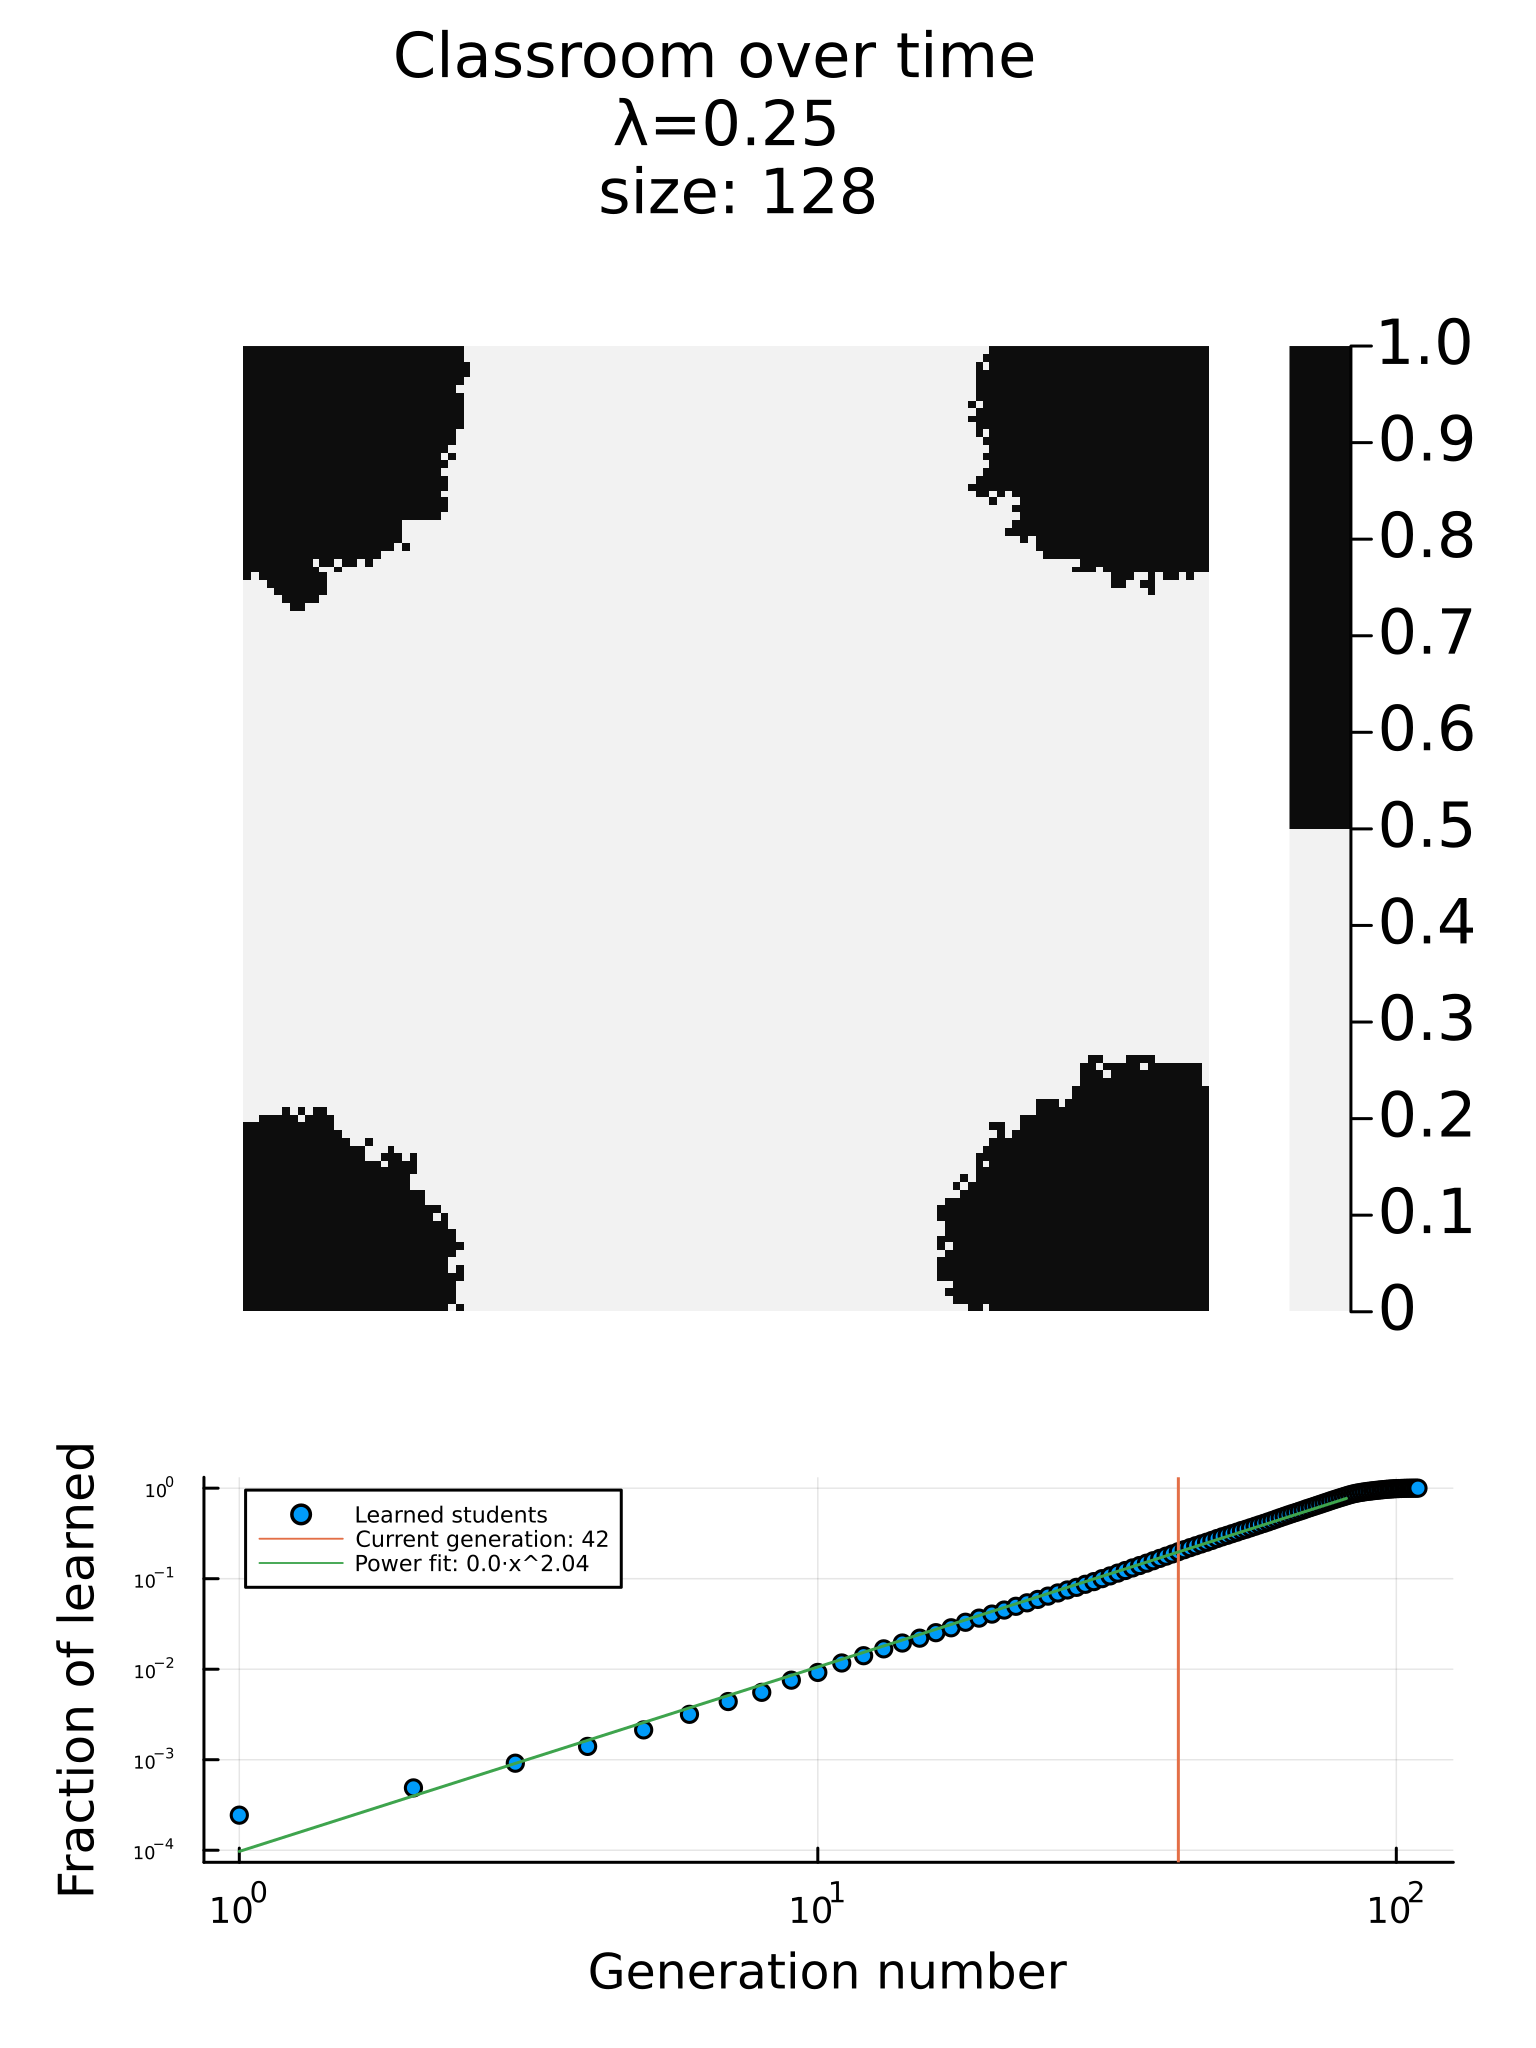 Classroom over time
λ=0.25
size: 128
1.0
0.9
0.8
0.7
0.6
0.5
0.4
0.3
0.2
0.1
0
Fraction of learned
10^0
10^-1
10^-2
10^-3
10^-4
Learned students
Current generation: 42
Power fit: 0.0·x^2.04
10^0 10^1 10^2
Generation number